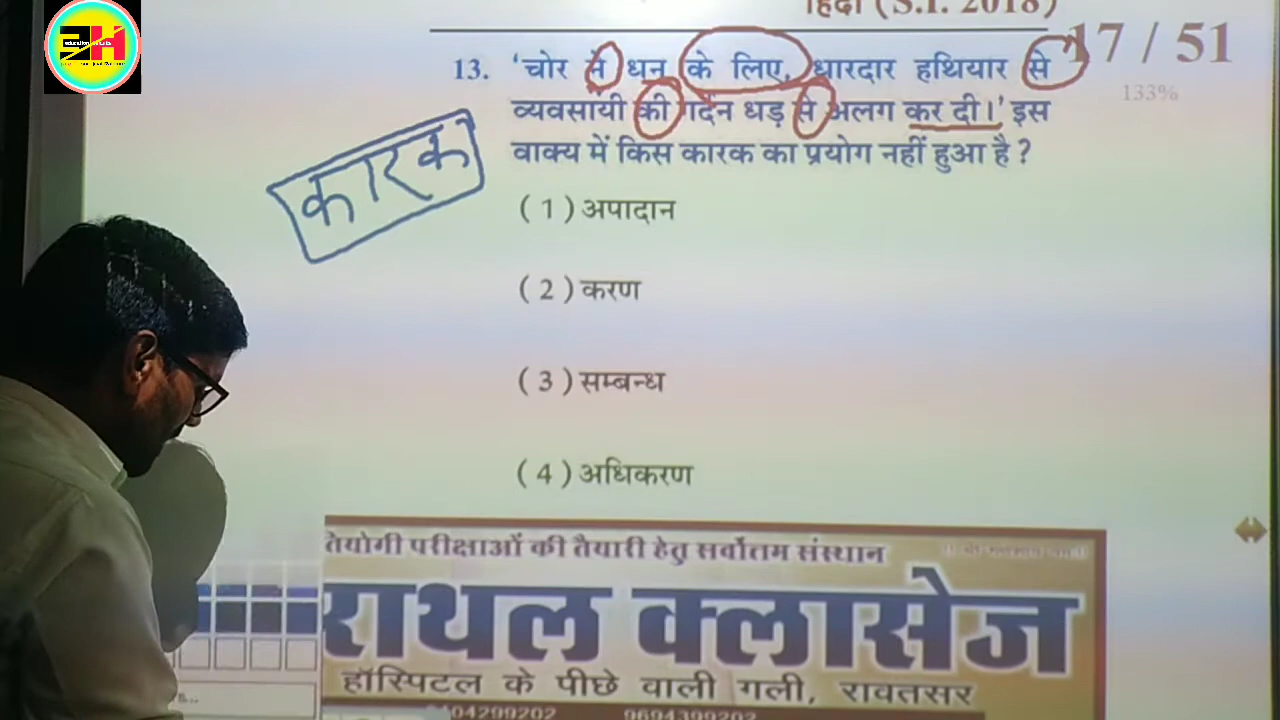 हिंदी (S.I. 2018)
17 / 51
133%
13. 'चोर ने धन के लिए, धारदार हथियार से
व्यवसायी की गर्दन धड़ से अलग कर दी।' इस
वाक्य में किस कारक का प्रयोग नहीं हुआ है ?
कारक
( 1 ) अपादान
( 2 ) करण
( 3 ) सम्बन्ध
( 4 ) अधिकरण
तियोगी परीक्षाओं की तैयारी हेतु सर्वोतम संस्थान
राथल क्लासेज
हॉस्पिटल के पीछे वाली गली, रावतसर
9694399202